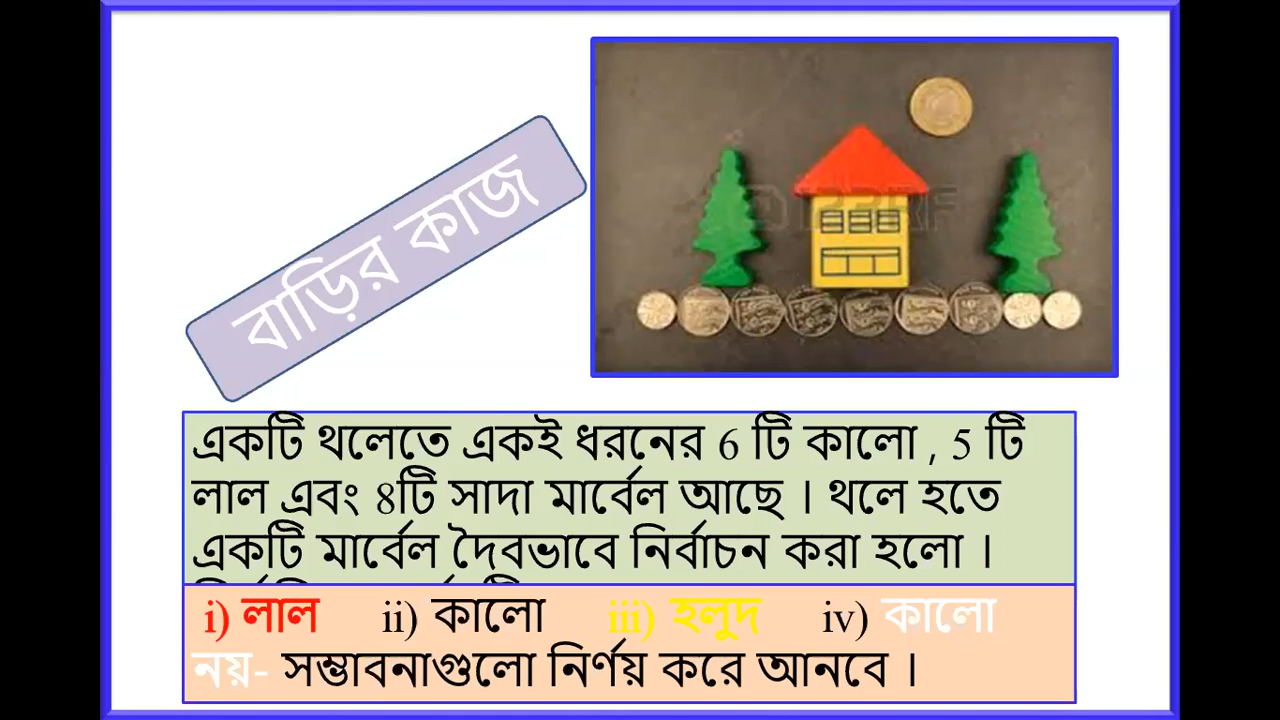 বাড়ির কাজ
একটি থলেতে একই ধরনের 6 টি কালো , 5 টি
লাল এবং 8টি সাদা মার্বেল আছে । থলে হতে
একটি মার্বেল দৈবভাবে নির্বাচন করা হলো ।
i) লাল ii) কালো iii) হলুদ iv) কালো
নয়- সম্ভাবনাগুলো নির্ণয় করে আনবে ।